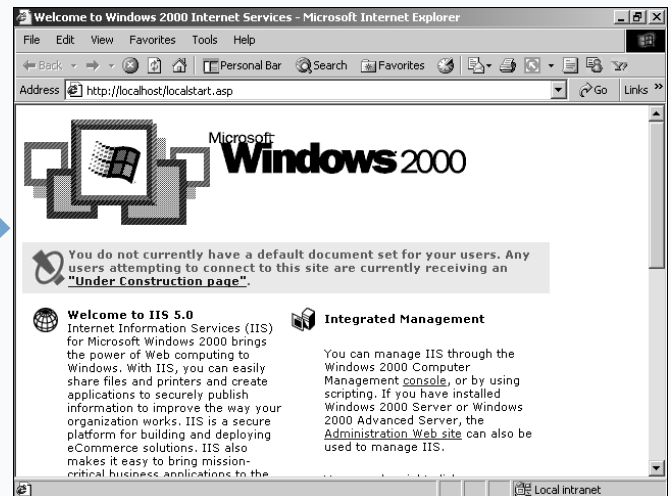 Welcome to Windows 2000 Internet Services - Microsoft Internet Explorer
File Edit View Favorites Tools Help
Back Personal Bar Search Favorites
Address http://localhost/localstart.asp Go Links »
Microsoft
Windows 2000
You do not currently have a default document set for your users. Any
users attempting to connect to this site are currently receiving an
"Under Construction page".
Welcome to IIS 5.0
Internet Information Services (IIS)
for Microsoft Windows 2000 brings
the power of Web computing to
Windows. With IIS, you can easily
share files and printers and create
applications to securely publish
information to improve the way your
organization works. IIS is a secure
platform for building and deploying
eCommerce solutions. IIS also
makes it easy to bring mission-
critical business applications to the
Integrated Management
You can manage IIS through the
Windows 2000 Computer
Management console, or by using
scripting. If you have installed
Windows 2000 Server or Windows
2000 Advanced Server, the
Administration Web site can also be
used to manage IIS.
Local intranet